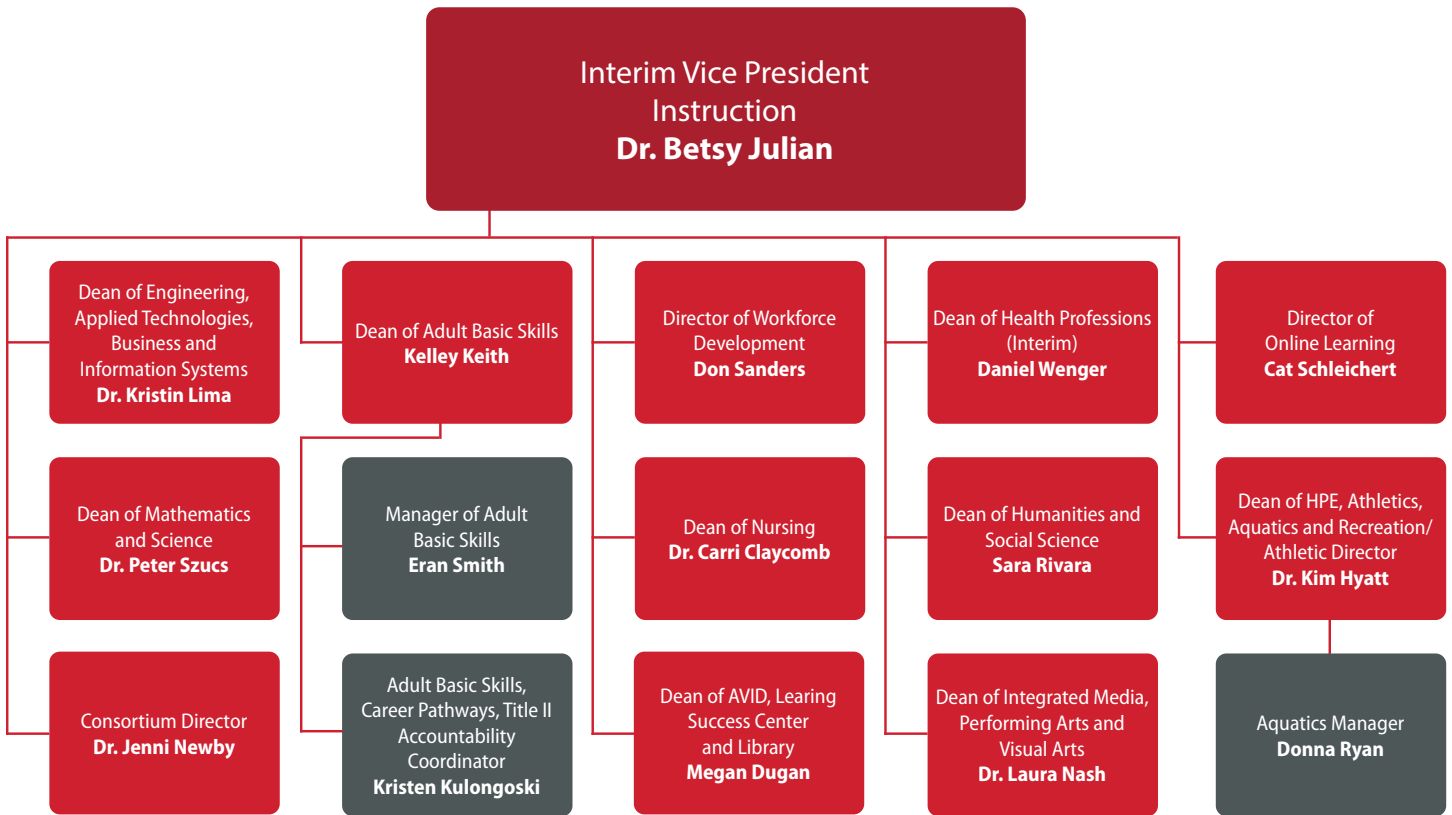 Interim Vice President
Instruction
Dr. Betsy Julian
Dean of Engineering,
Applied Technologies,
Business and
Information Systems
Dr. Kristin Lima
Dean of Adult Basic Skills
Kelley Keith
Director of Workforce
Development
Don Sanders
Dean of Health Professions
(Interim)
Daniel Wenger
Director of
Online Learning
Cat Schleichert
Dean of Mathematics
and Science
Dr. Peter Szucs
Manager of Adult
Basic Skills
Eran Smith
Dean of Nursing
Dr. Carri Claycomb
Dean of Humanities and
Social Science
Sara Rivara
Dean of HPE, Athletics,
Aquatics and Recreation/
Athletic Director
Dr. Kim Hyatt
Consortium Director
Dr. Jenni Newby
Adult Basic Skills,
Career Pathways, Title II
Accountability
Coordinator
Kristen Kulongoski
Dean of AVID, Learing
Success Center
and Library
Megan Dugan
Dean of Integrated Media,
Performing Arts and
Visual Arts
Dr. Laura Nash
Aquatics Manager
Donna Ryan